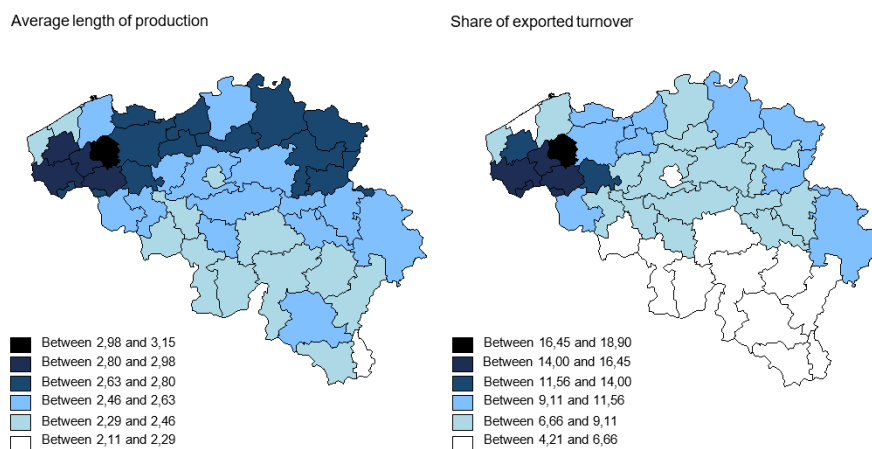 Average length of production
Share of exported turnover
Between 2,98 and 3,15
Between 2,80 and 2,98
Between 2,63 and 2,80
Between 2,46 and 2,63
Between 2,29 and 2,46
Between 2,11 and 2,29
Between 16,45 and 18,90
Between 14,00 and 16,45
Between 11,56 and 14,00
Between 9,11 and 11,56
Between 6,66 and 9,11
Between 4,21 and 6,66